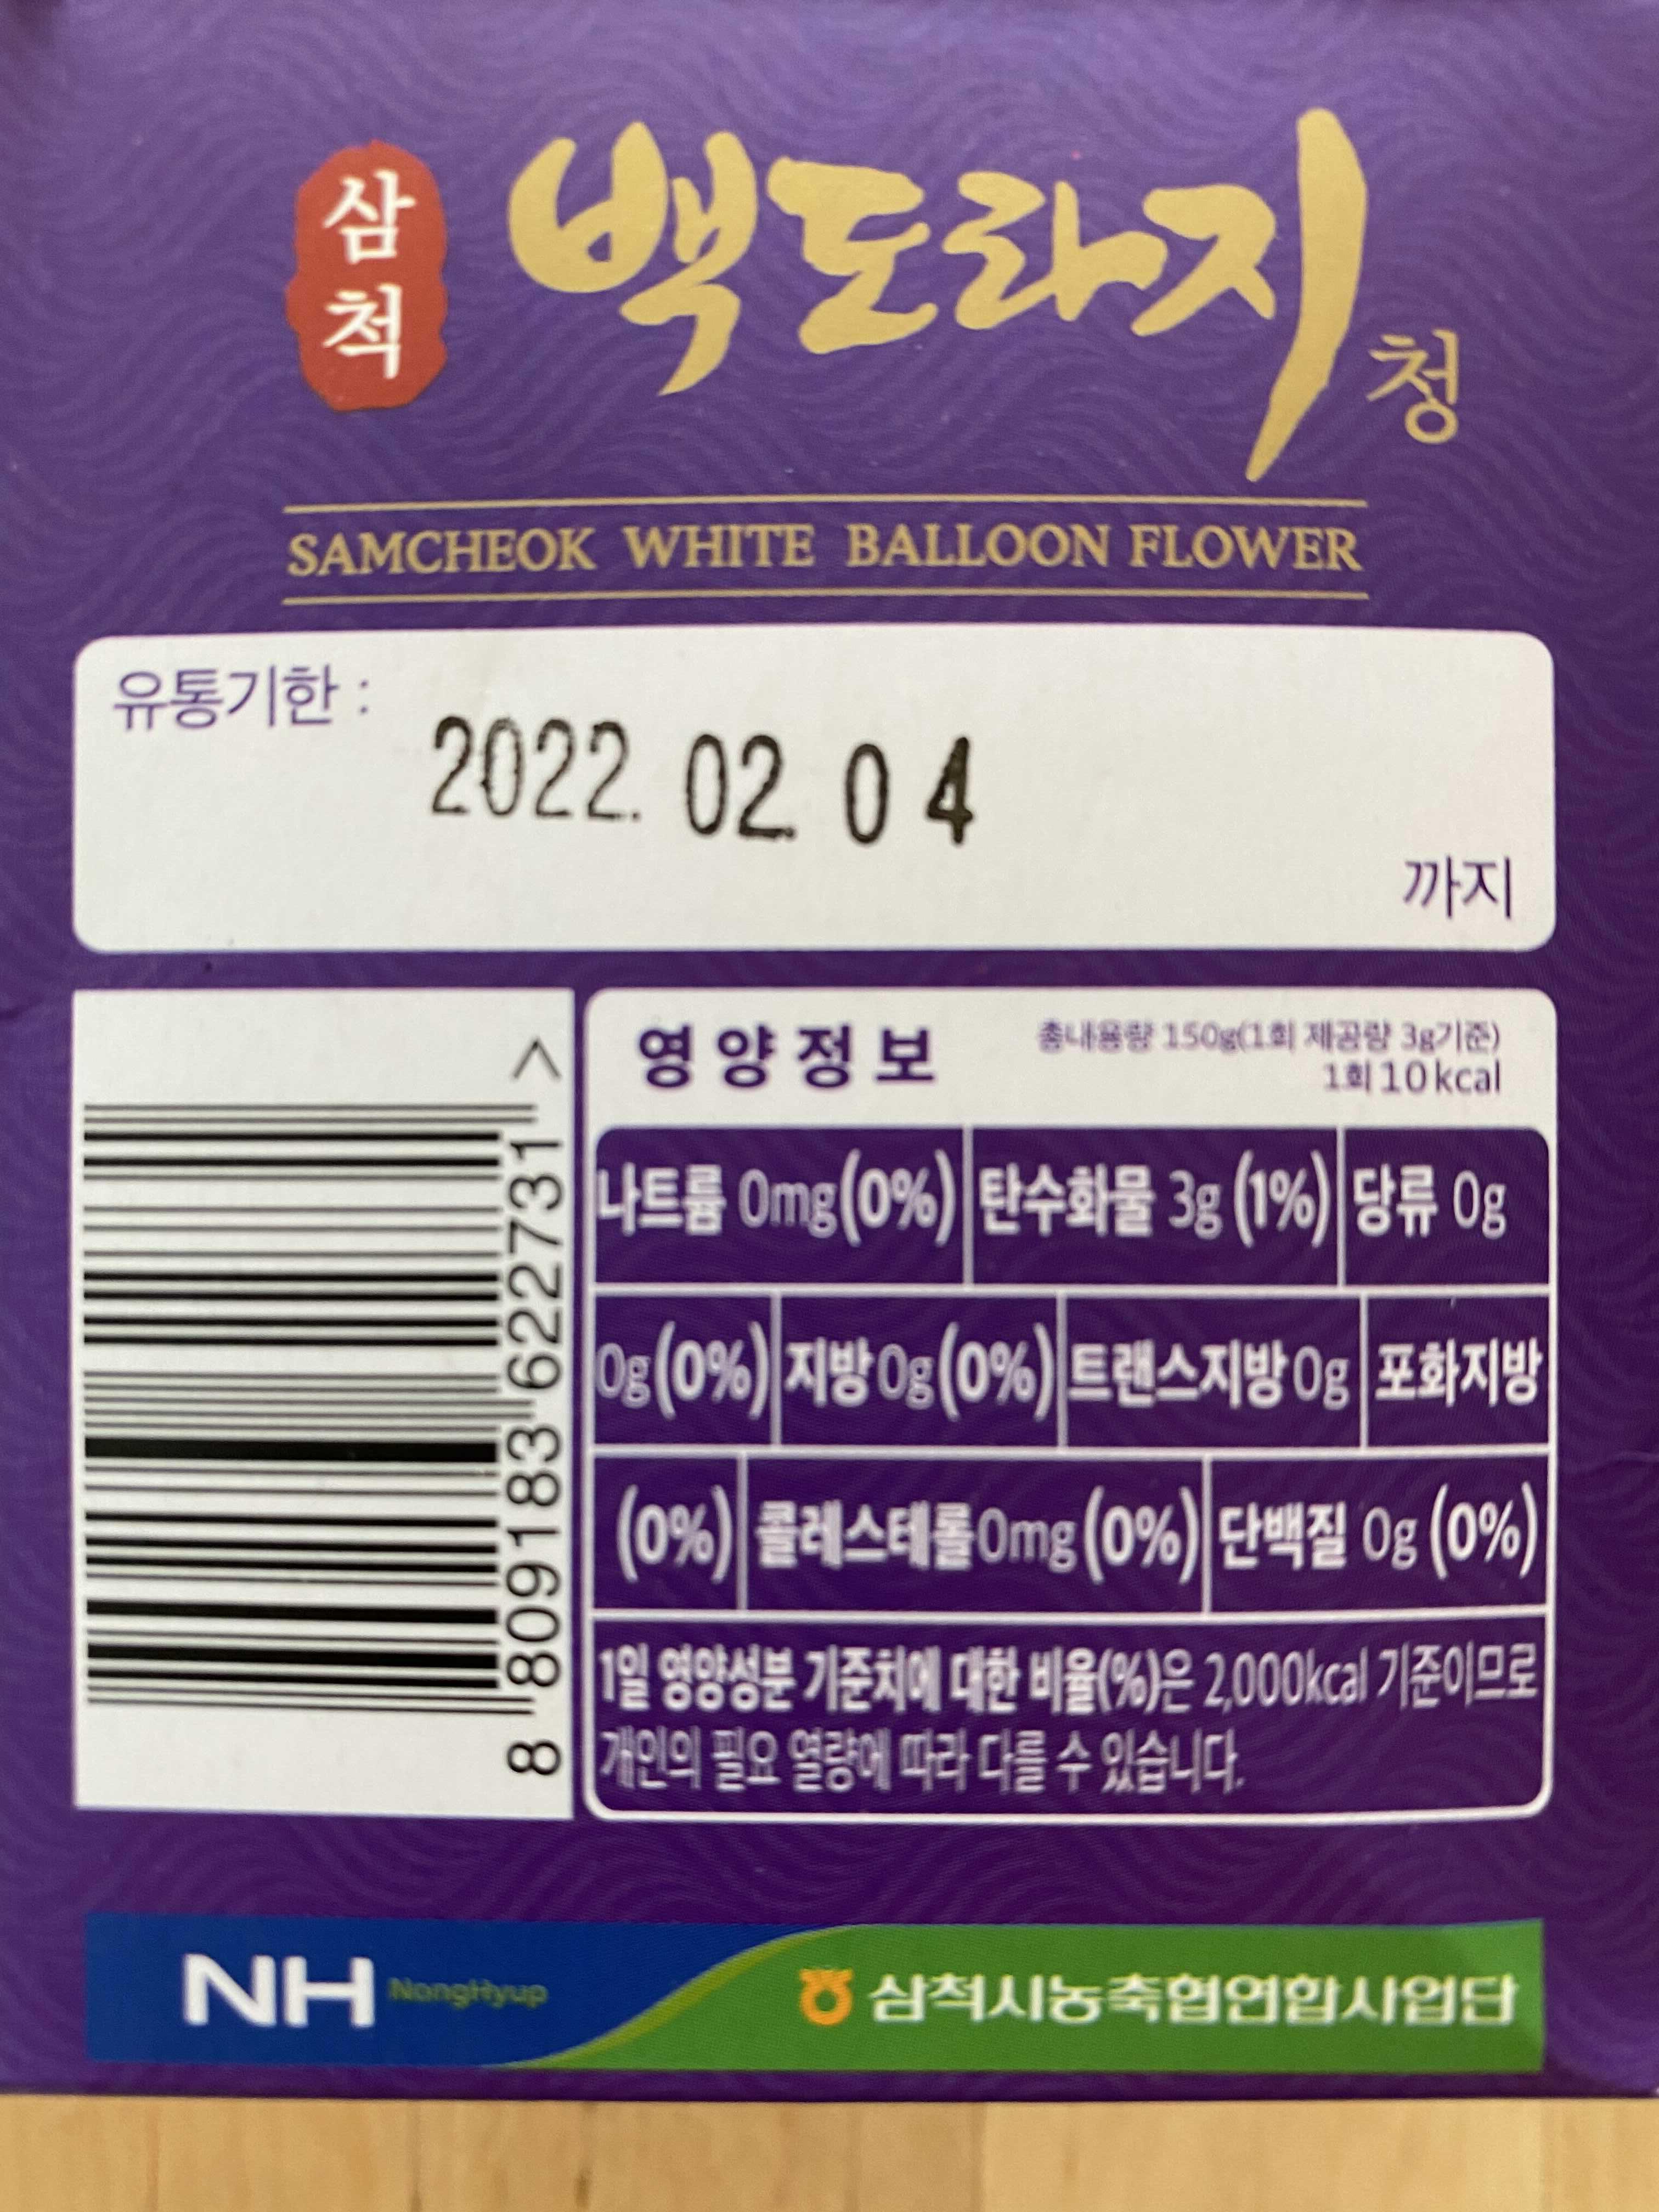 삼척
백도라지청
SAMCHEOK WHITE BALLOON FLOWER
유통기한 :
2022. 02. 04
까지
8 809183 622731 >
영양정보
총내용량 150g(1회 제공량 3g기준)
1회 10 kcal
나트륨 0mg(0%) 탄수화물 3g (1%) 당류 0g
0g(0%) 지방 0g(0%) 트랜스지방 0g 포화지방
(0%) 콜레스테롤 0mg (0%) 단백질 0g (0%)
1일 영양성분 기준치에 대한 비율(%)은 2,000kcal 기준이므로
개인의 필요 열량에 따라 다를 수 있습니다.
NH NongHyup 삼척시농축협연합사업단